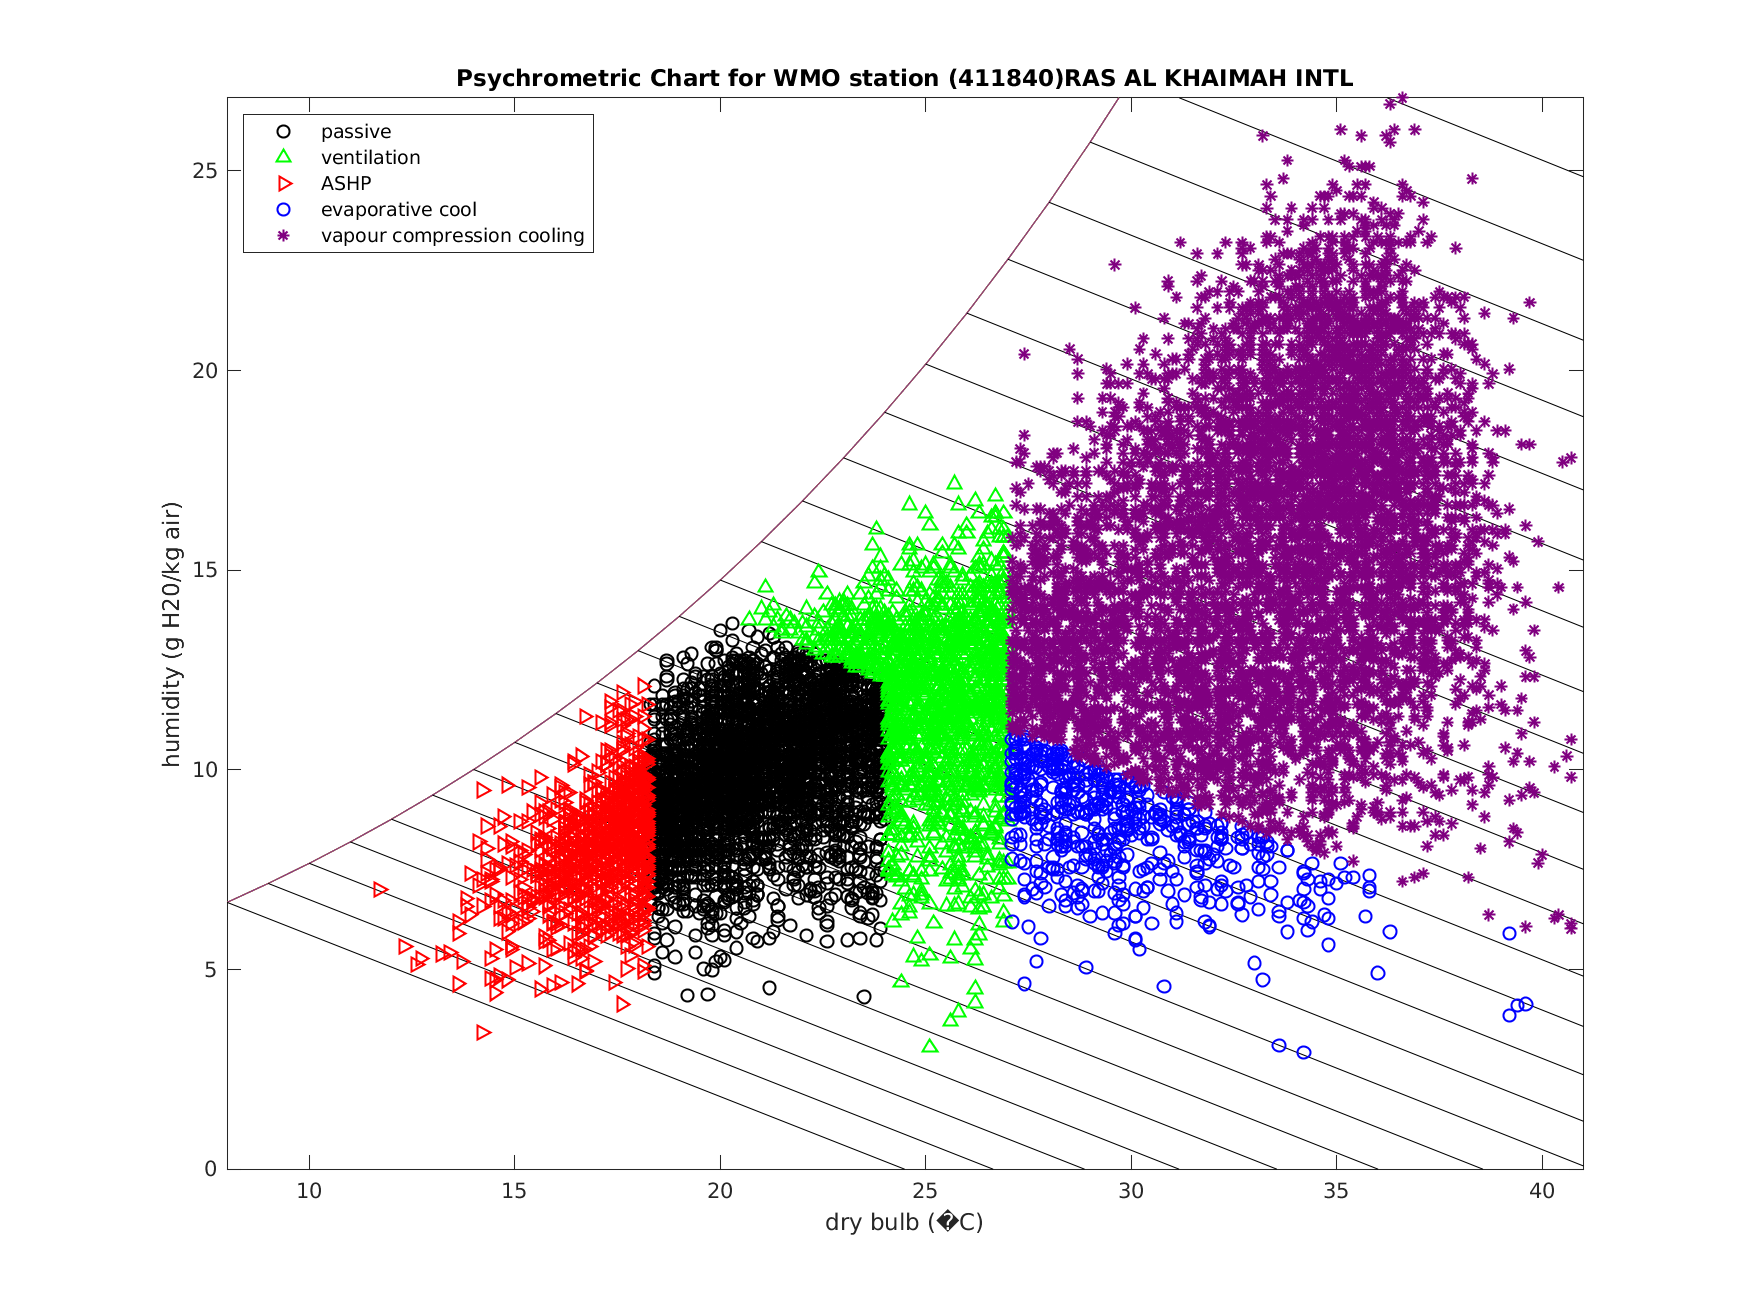 Psychrometric Chart for WMO station (411840)RAS AL KHAIMAH INTL
passive
ventilation
ASHP
evaporative cool
vapour compression cooling
humidity (g H20/kg air)
25
20
15
10
5
0
10 15 20 25 30 35 40
dry bulb (�C)